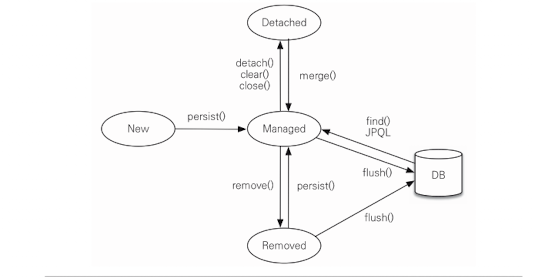 Detached
detach()
clear()
close()
merge()
persist()
New
Managed
find()
JPQL
flush()
DB
remove()
persist()
flush()
Removed